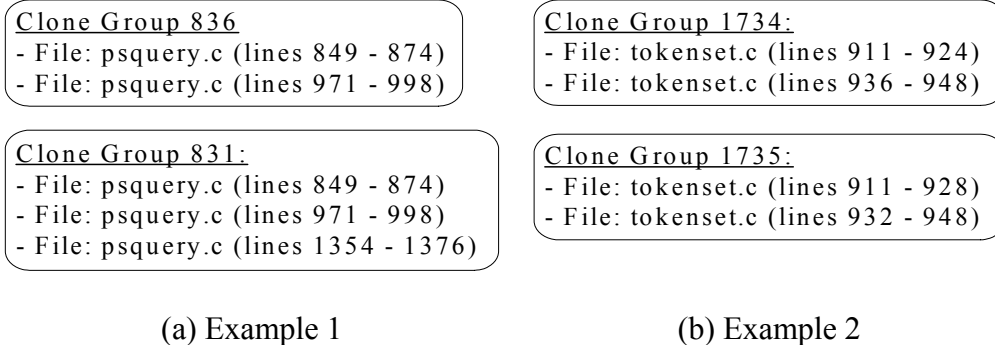 Clone Group 836
- File: psquery.c (lines 849 - 874)
- File: psquery.c (lines 971 - 998)
Clone Group 831:
- File: psquery.c (lines 849 - 874)
- File: psquery.c (lines 971 - 998)
- File: psquery.c (lines 1354 - 1376)
(a) Example 1
Clone Group 1734:
- File: tokenset.c (lines 911 - 924)
- File: tokenset.c (lines 936 - 948)
Clone Group 1735:
- File: tokenset.c (lines 911 - 928)
- File: tokenset.c (lines 932 - 948)
(b) Example 2